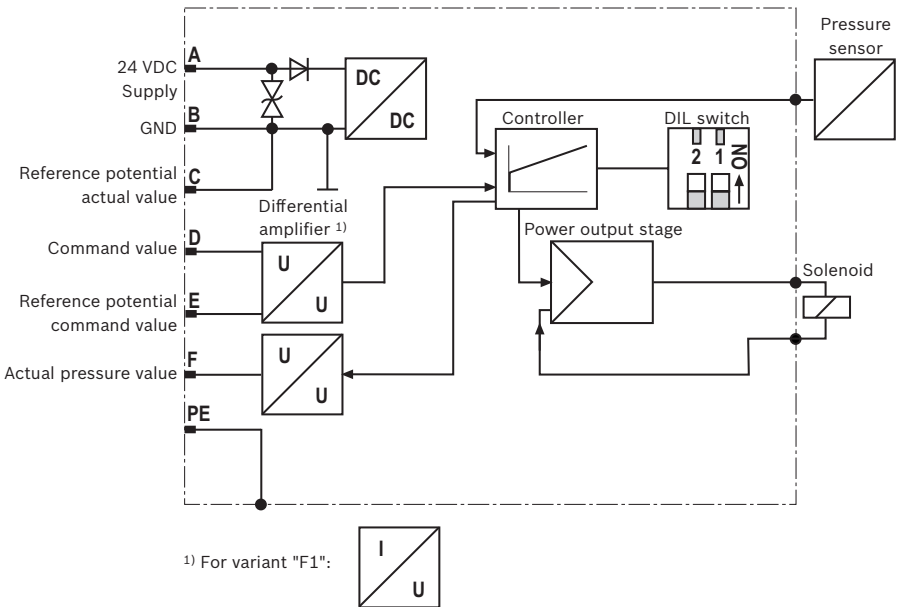 Pressure
sensor
A
24 VDC
Supply
DC
DC
B
GND
Controller
DIL switch
2 1 ON
Reference potential
actual value
C
Differential
amplifier 1)
Power output stage
Command value
D
U
U
Solenoid
Reference potential
command value
E
Actual pressure value
F
U
U
PE
1) For variant "F1":
I
U